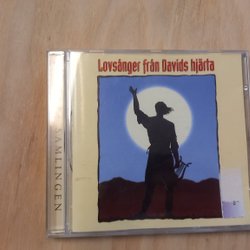 Lovsånger från Davids hjärta
SAMLINGEN